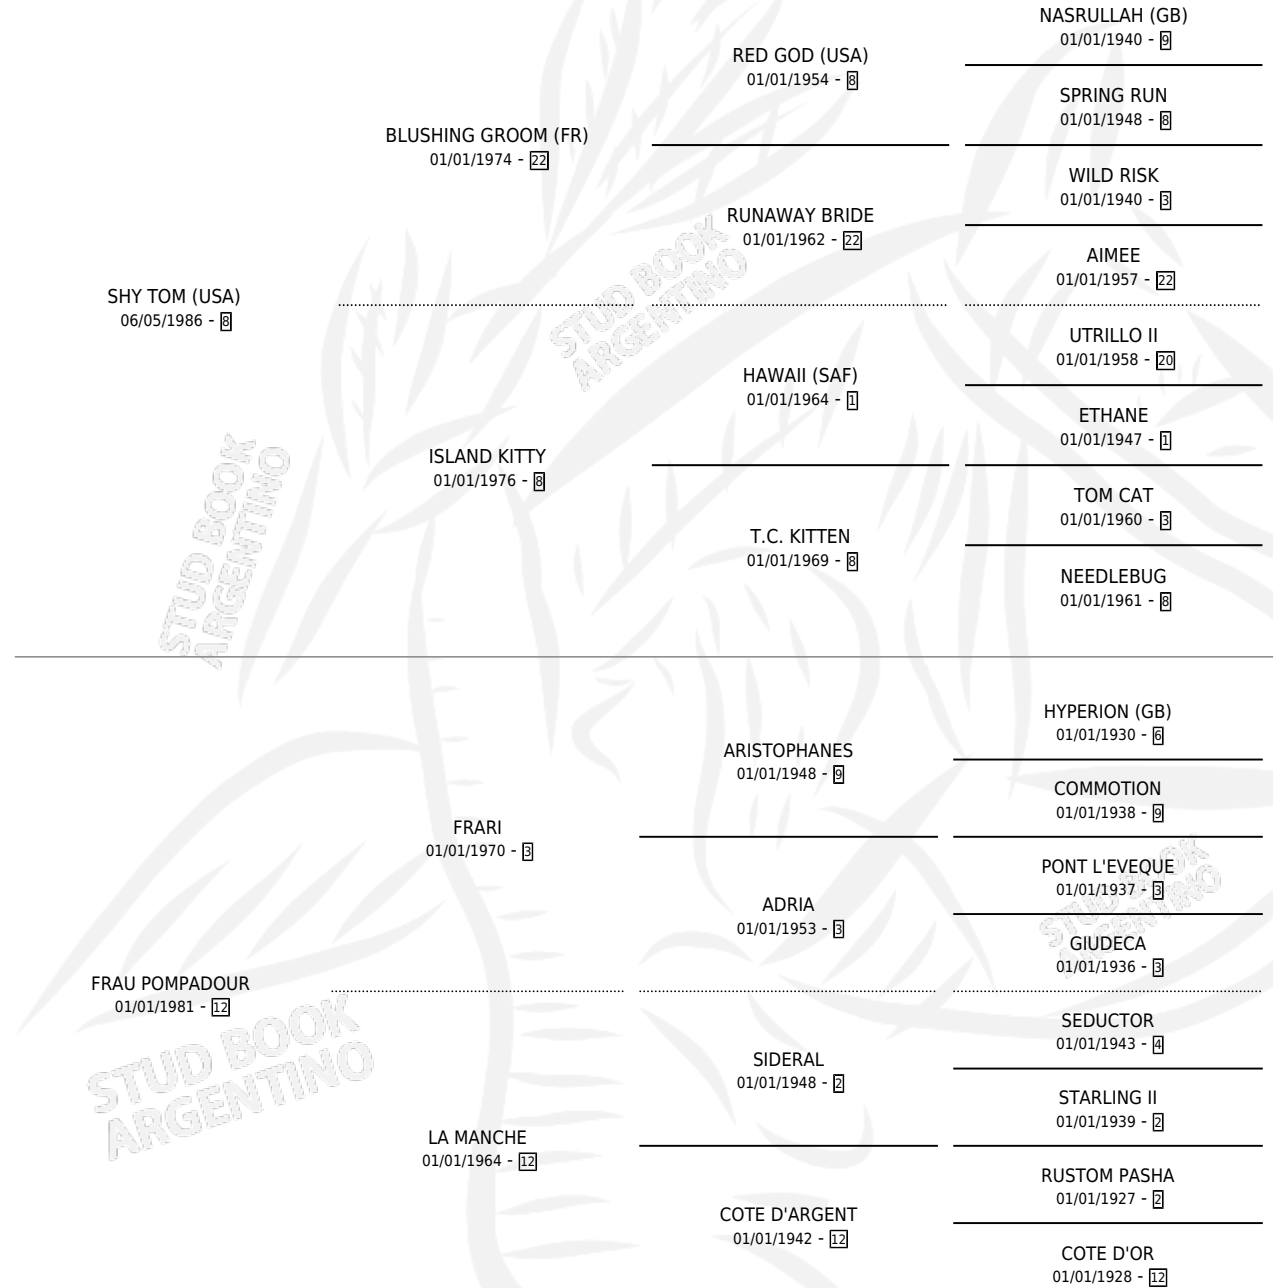 NASRULLAH (GB)
01/01/1940 - 9
RED GOD (USA)
01/01/1954 - 8
SPRING RUN
01/01/1948 - 8
BLUSHING GROOM (FR)
01/01/1974 - 22
WILD RISK
01/01/1940 - 3
RUNAWAY BRIDE
01/01/1962 - 22
AIMEE
01/01/1957 - 22
SHY TOM (USA)
06/05/1986 - 8
UTRILLO II
01/01/1958 - 20
HAWAII (SAF)
01/01/1964 - 1
ETHANE
01/01/1947 - 1
ISLAND KITTY
01/01/1976 - 8
TOM CAT
01/01/1960 - 3
T.C. KITTEN
01/01/1969 - 8
NEEDLEBUG
01/01/1961 - 8
STUD BOOK
ARGENTINO
STUD BOOK
ARGENTINO
HYPERION (GB)
01/01/1930 - 6
ARISTOPHANES
01/01/1948 - 9
COMMOTION
01/01/1938 - 9
FRARI
01/01/1970 - 3
PONT L'EVEQUE
01/01/1937 - 3
ADRIA
01/01/1953 - 3
GIUDECA
01/01/1936 - 3
FRAU POMPADOUR
01/01/1981 - 12
SEDUCTOR
01/01/1943 - 4
SIDERAL
01/01/1948 - 2
STARLING II
01/01/1939 - 2
LA MANCHE
01/01/1964 - 12
RUSTOM PASHA
01/01/1927 - 2
COTE D'ARGENT
01/01/1942 - 12
COTE D'OR
01/01/1928 - 12
STUD BOOK
ARGENTINO
STUD BOOK
ARGENTINO